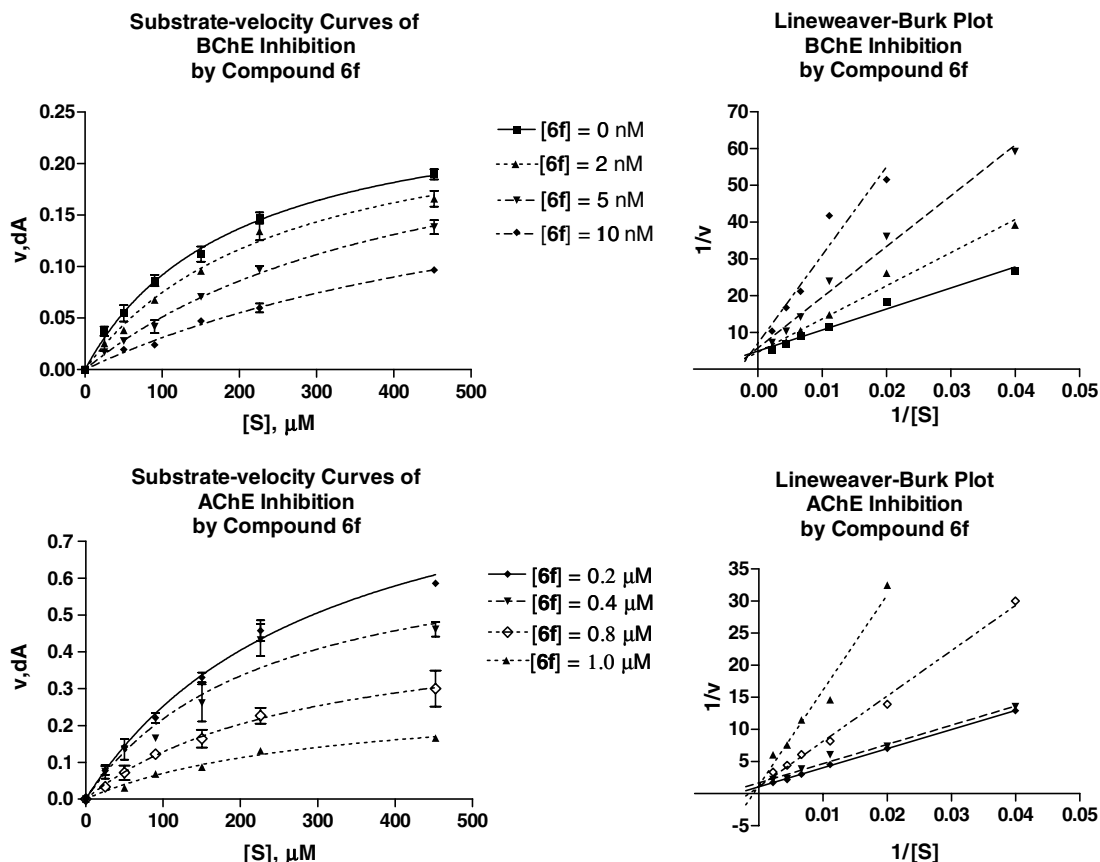 Substrate-velocity Curves of
BChE Inhibition
by Compound 6f
0.25
0.20
0.15
0.10
0.05
0.00
v,dA
0 100 200 300 400 500
[S], μM
[6f] = 0 nM
[6f] = 2 nM
[6f] = 5 nM
[6f] = 10 nM
Lineweaver-Burk Plot
BChE Inhibition
by Compound 6f
70
60
50
40
30
20
10
1/v
0.00 0.01 0.02 0.03 0.04 0.05
1/[S]
Substrate-velocity Curves of
AChE Inhibition
by Compound 6f
0.7
0.6
0.5
0.4
0.3
0.2
0.1
0.0
v,dA
0 100 200 300 400 500
[S], μM
[6f] = 0.2 μM
[6f] = 0.4 μM
[6f] = 0.8 μM
[6f] = 1.0 μM
Lineweaver-Burk Plot
AChE Inhibition
by Compound 6f
35
30
25
20
15
10
5
-5
1/v
0.01 0.02 0.03 0.04 0.05
1/[S]